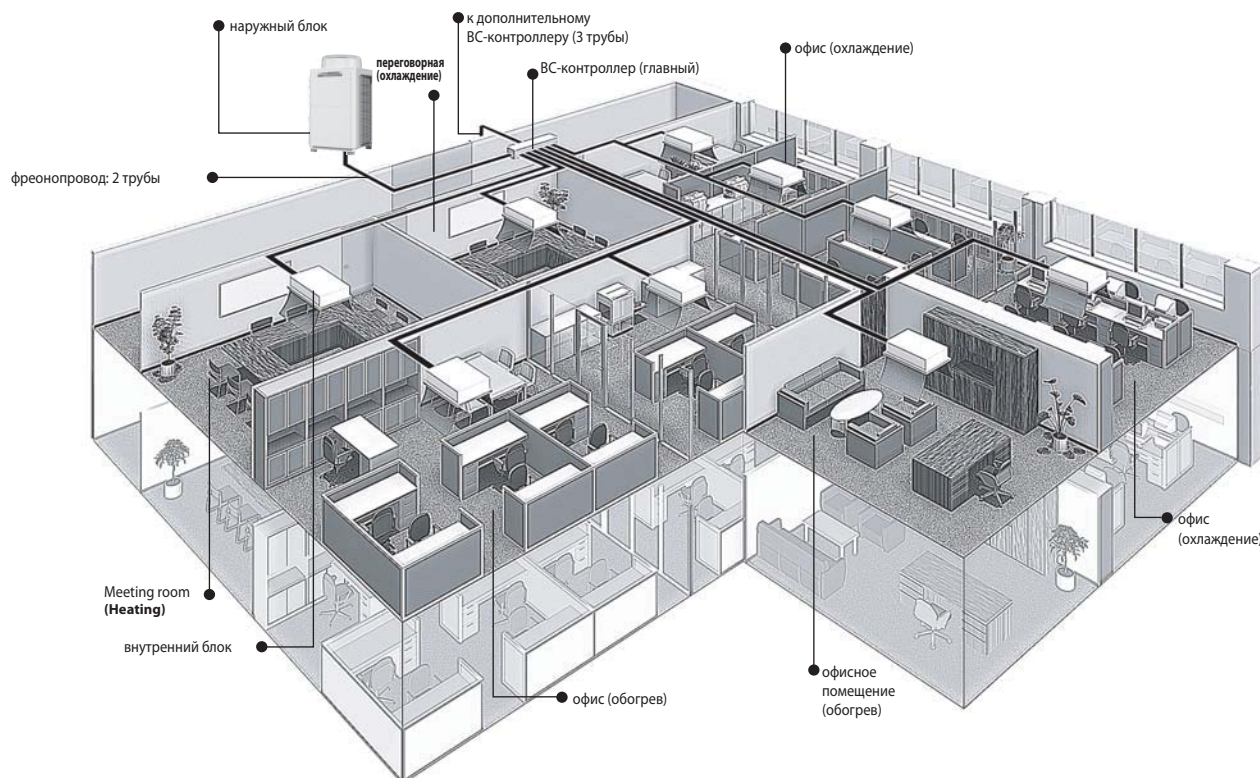 наружный блок
к дополнительному
ВС-контроллеру (3 трубы)
офис (охлаждение)
переговорная
(охлаждение)
ВС-контроллер (главный)
фреонопровод: 2 трубы
офис
(охлаждение)
Meeting room
(Heating)
внутренний блок
офис (обогрев)
офисное
помещение
(обогрев)